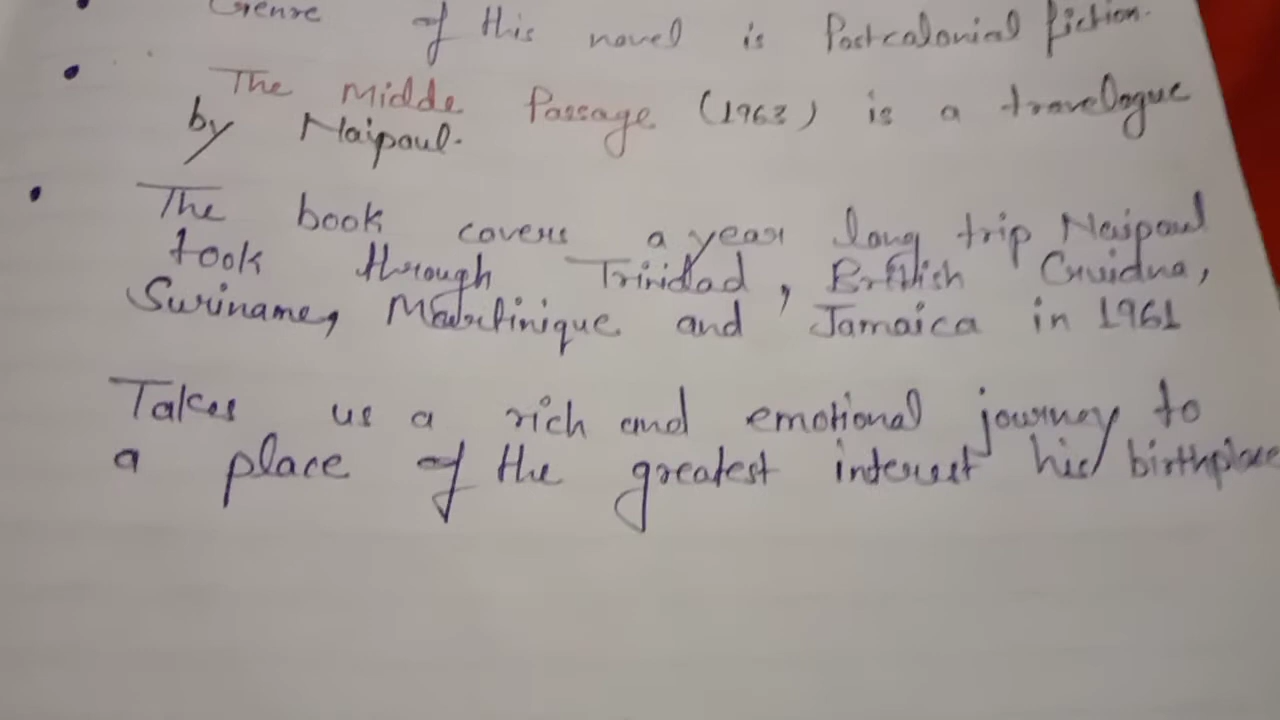 Genre of this novel is Postcolonial fiction.
The Midde Passage (1963) is a travelogue
by Naipaul.
The book covers a year long trip Naipaul
took through Trinidad, British Guidna,
Suriname, Martinique and Jamaica in 1961
Takes us a rich and emotional journey to
a place of the greatest interest his birthplace